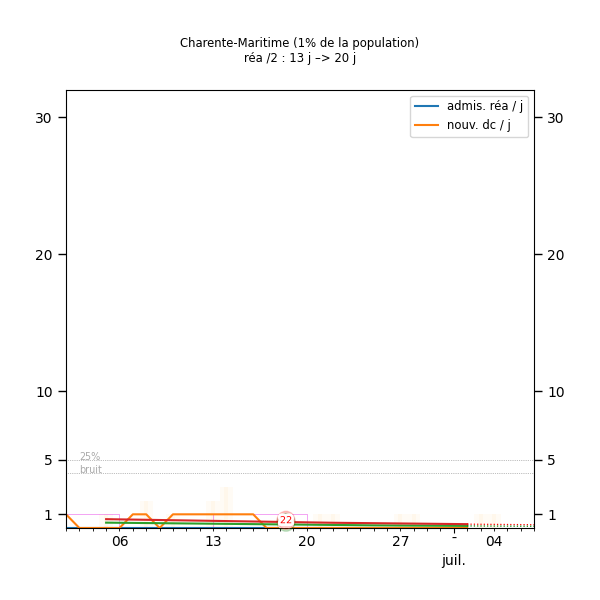 Charente-Maritime (1% de la population)
réa /2 : 13 j –> 20 j
admis. réa / j
nouv. dc / j
30 30
20 20
10 10
5 5
25%
bruit
1 1
22
06 13 20 27 - 04
juil.